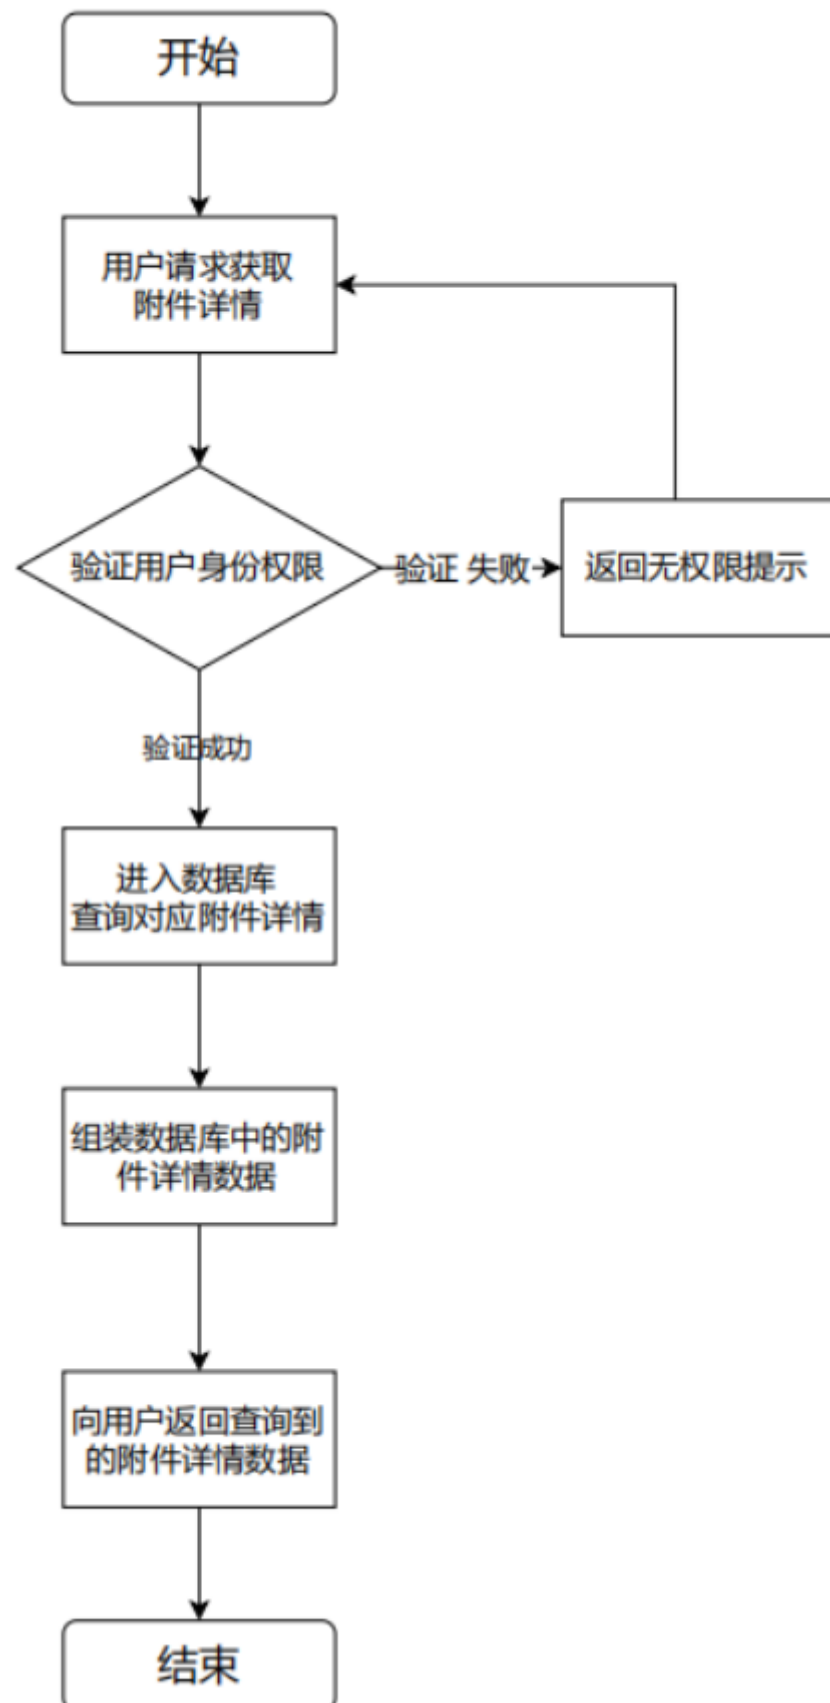 开始
用户请求获取
附件详情
验证用户身份权限
验证 失败
返回无权限提示
验证成功
进入数据库
查询对应附件详情
组装数据库中的附
件详情数据
向用户返回查询到
的附件详情数据
结束